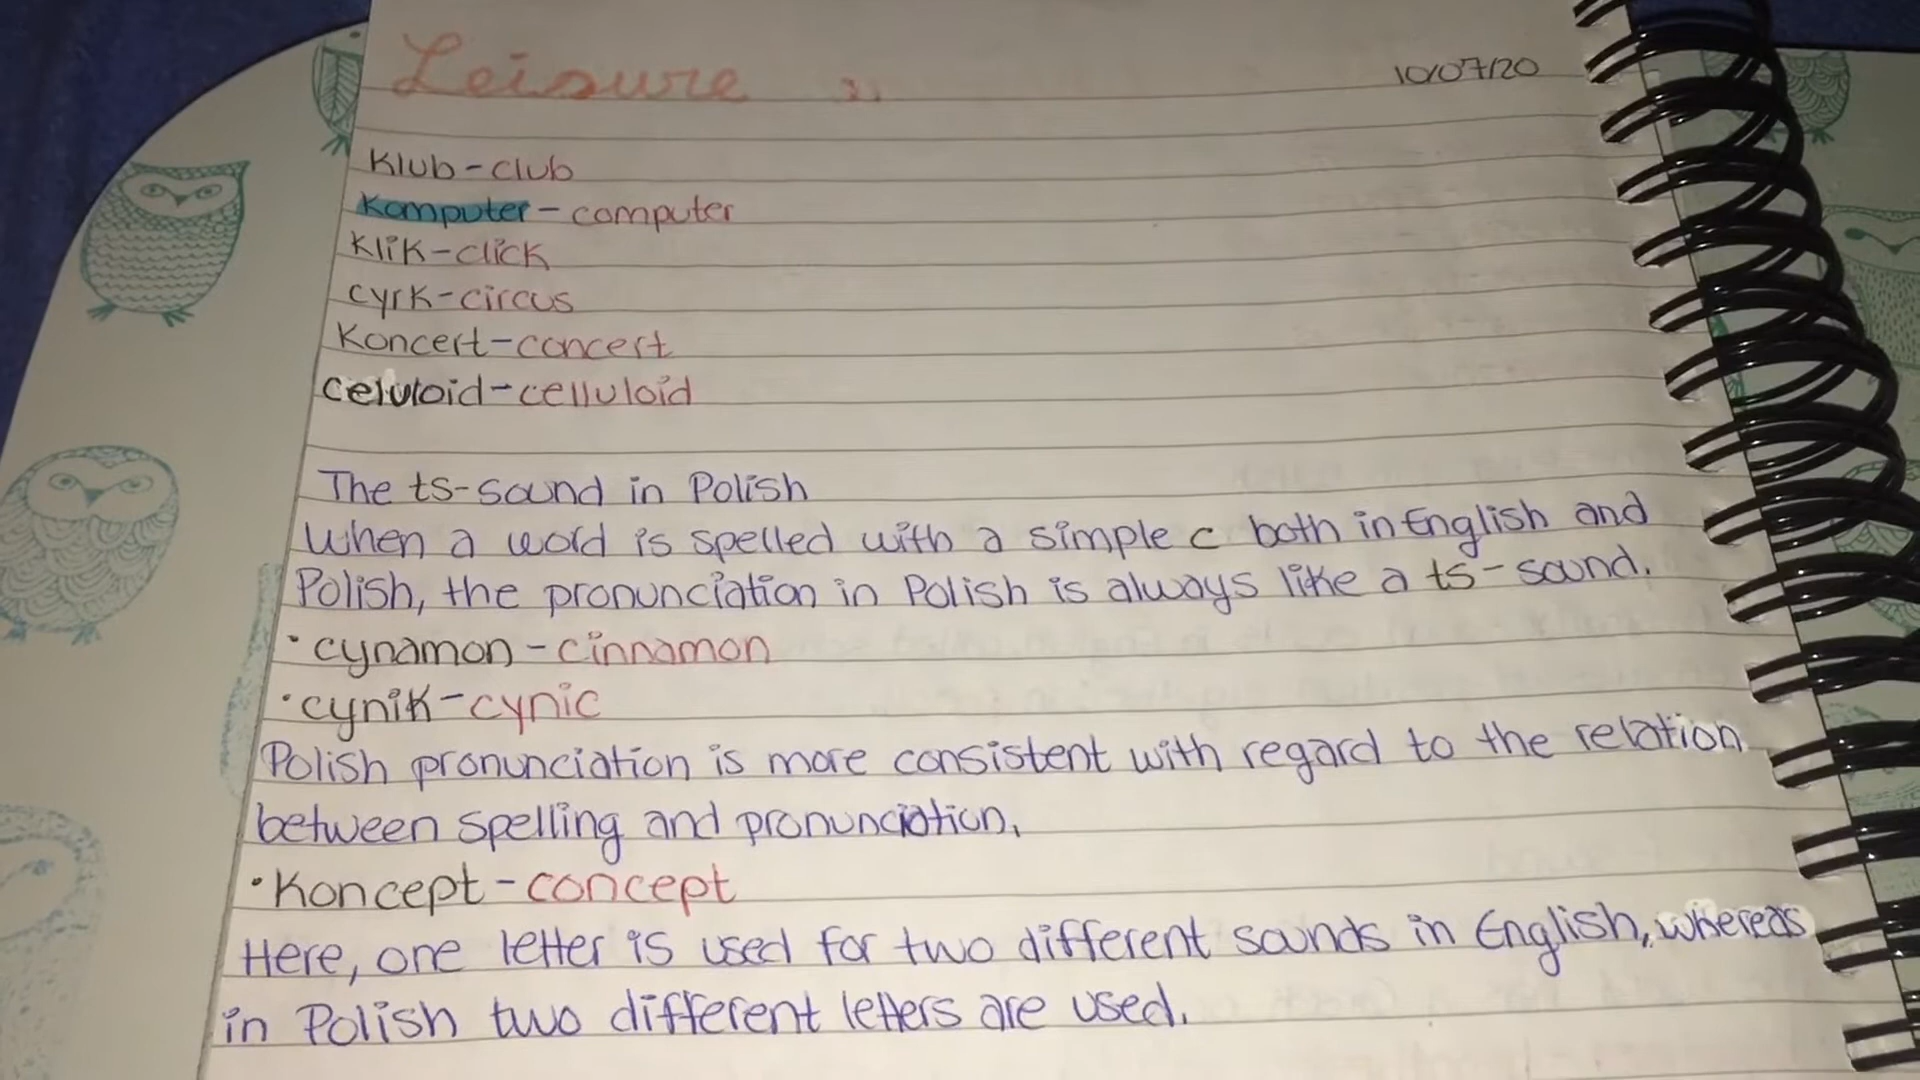 Leisure
10/07/20
Klub-club
Komputer-computer
Klik-click
cyrk-circus
Koncert-concert
celuloid-celluloid
The ts-sound in Polish
When a word is spelled with a simple c both in English and
Polish, the pronunciation in Polish is always like a ts-sound.
·cynamon-cinnamon
·cynik-cynic
Polish pronunciation is more consistent with regard to the relation
between spelling and pronunciation.
·Koncept-concept
Here, one letter is used for two different sounds in English, whereas
in Polish two different letters are used.